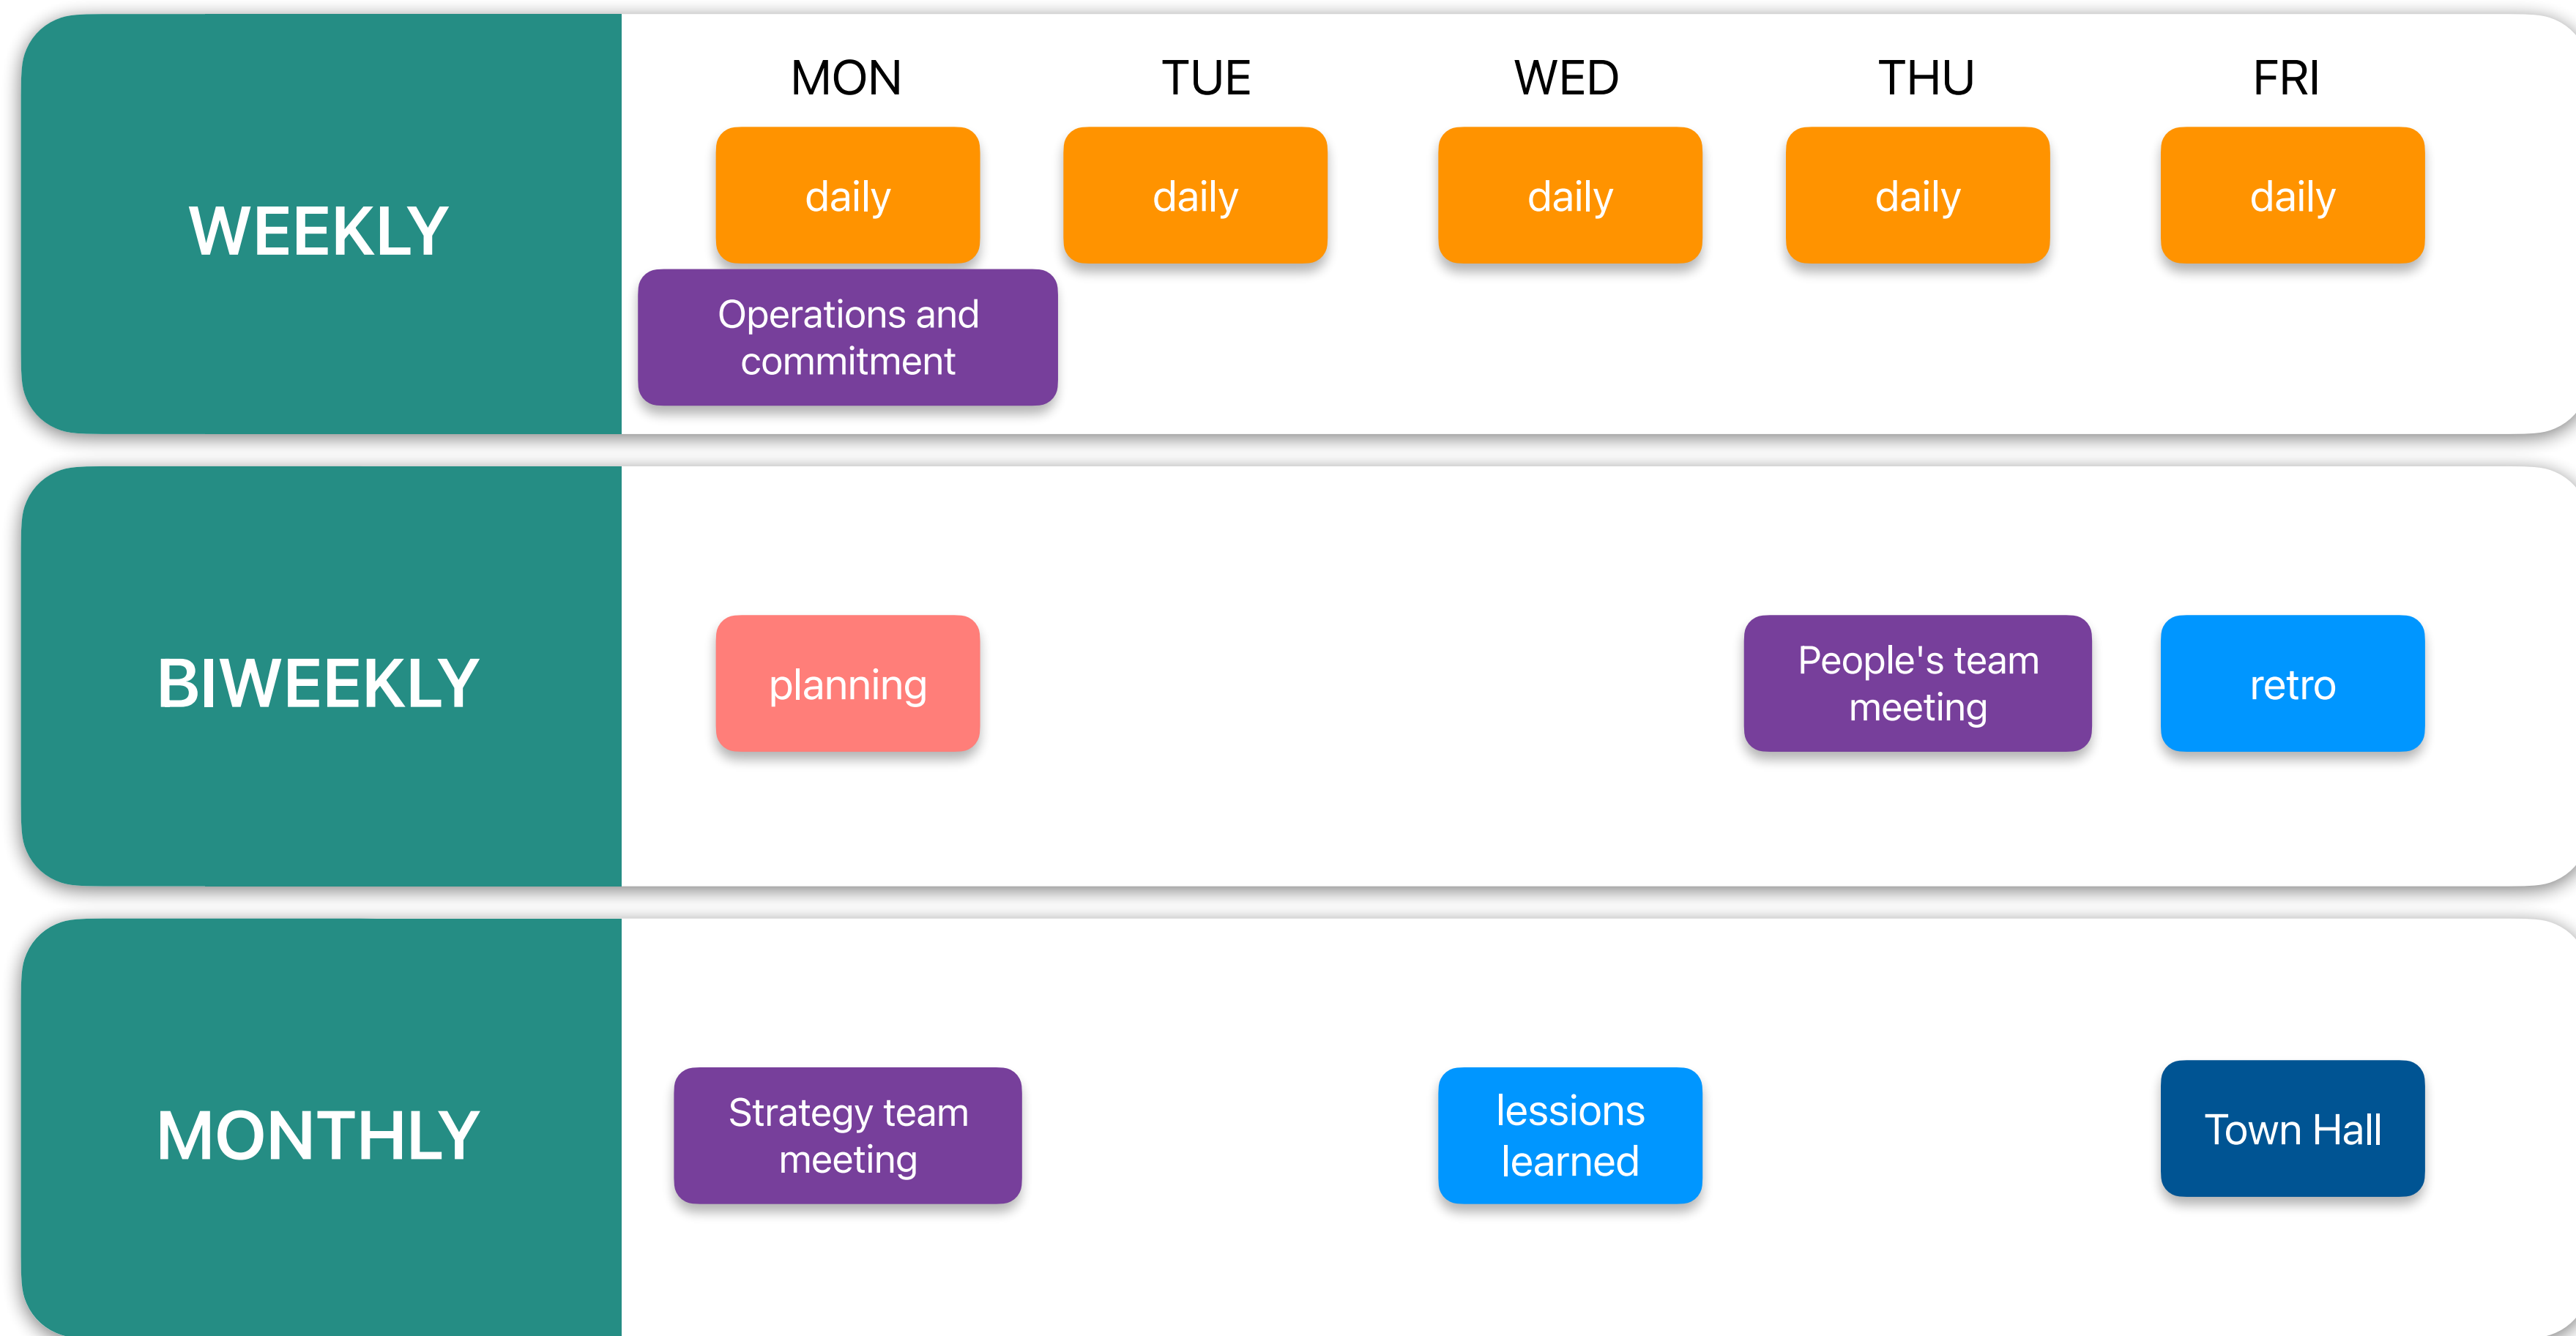 MON TUE WED THU FRI
WEEKLY
daily daily daily daily daily
Operations and
commitment
BIWEEKLY
planning
People's team
meeting
retro
MONTHLY
Strategy team
meeting
lessions
learned
Town Hall